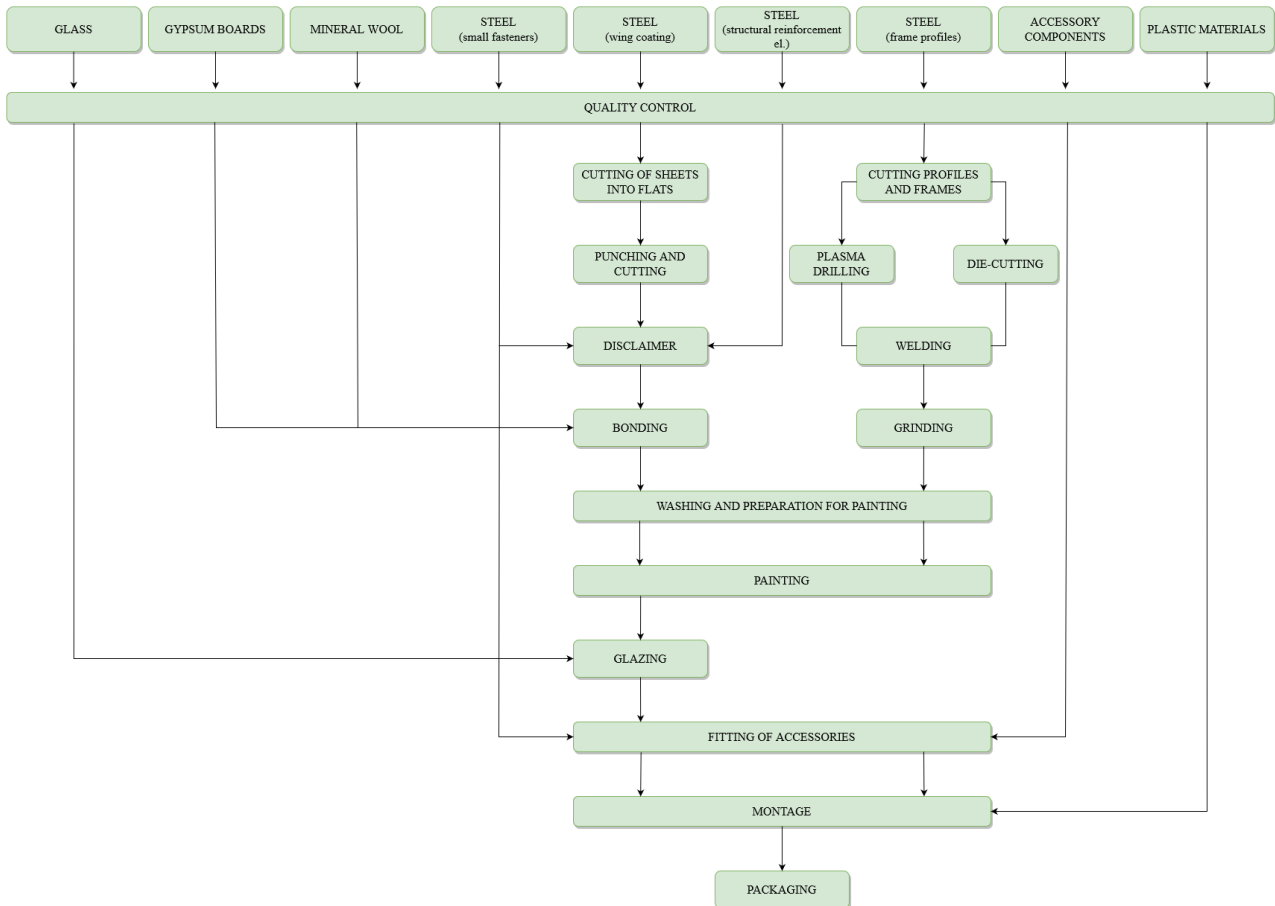 GLASS
GYPSUM BOARDS
MINERAL WOOL
STEEL
(small fasteners)
STEEL
(wing coating)
STEEL
(structural reinforcement
el.)
STEEL
(frame profiles)
ACCESSORY
COMPONENTS
PLASTIC MATERIALS
QUALITY CONTROL
CUTTING OF SHEETS
INTO FLATS
CUTTING PROFILES
AND FRAMES
PUNCHING AND
CUTTING
PLASMA
DRILLING
DIE-CUTTING
DISCLAIMER
WELDING
BONDING
GRINDING
WASHING AND PREPARATION FOR PAINTING
PAINTING
GLAZING
FITTING OF ACCESSORIES
MONTAGE
PACKAGING